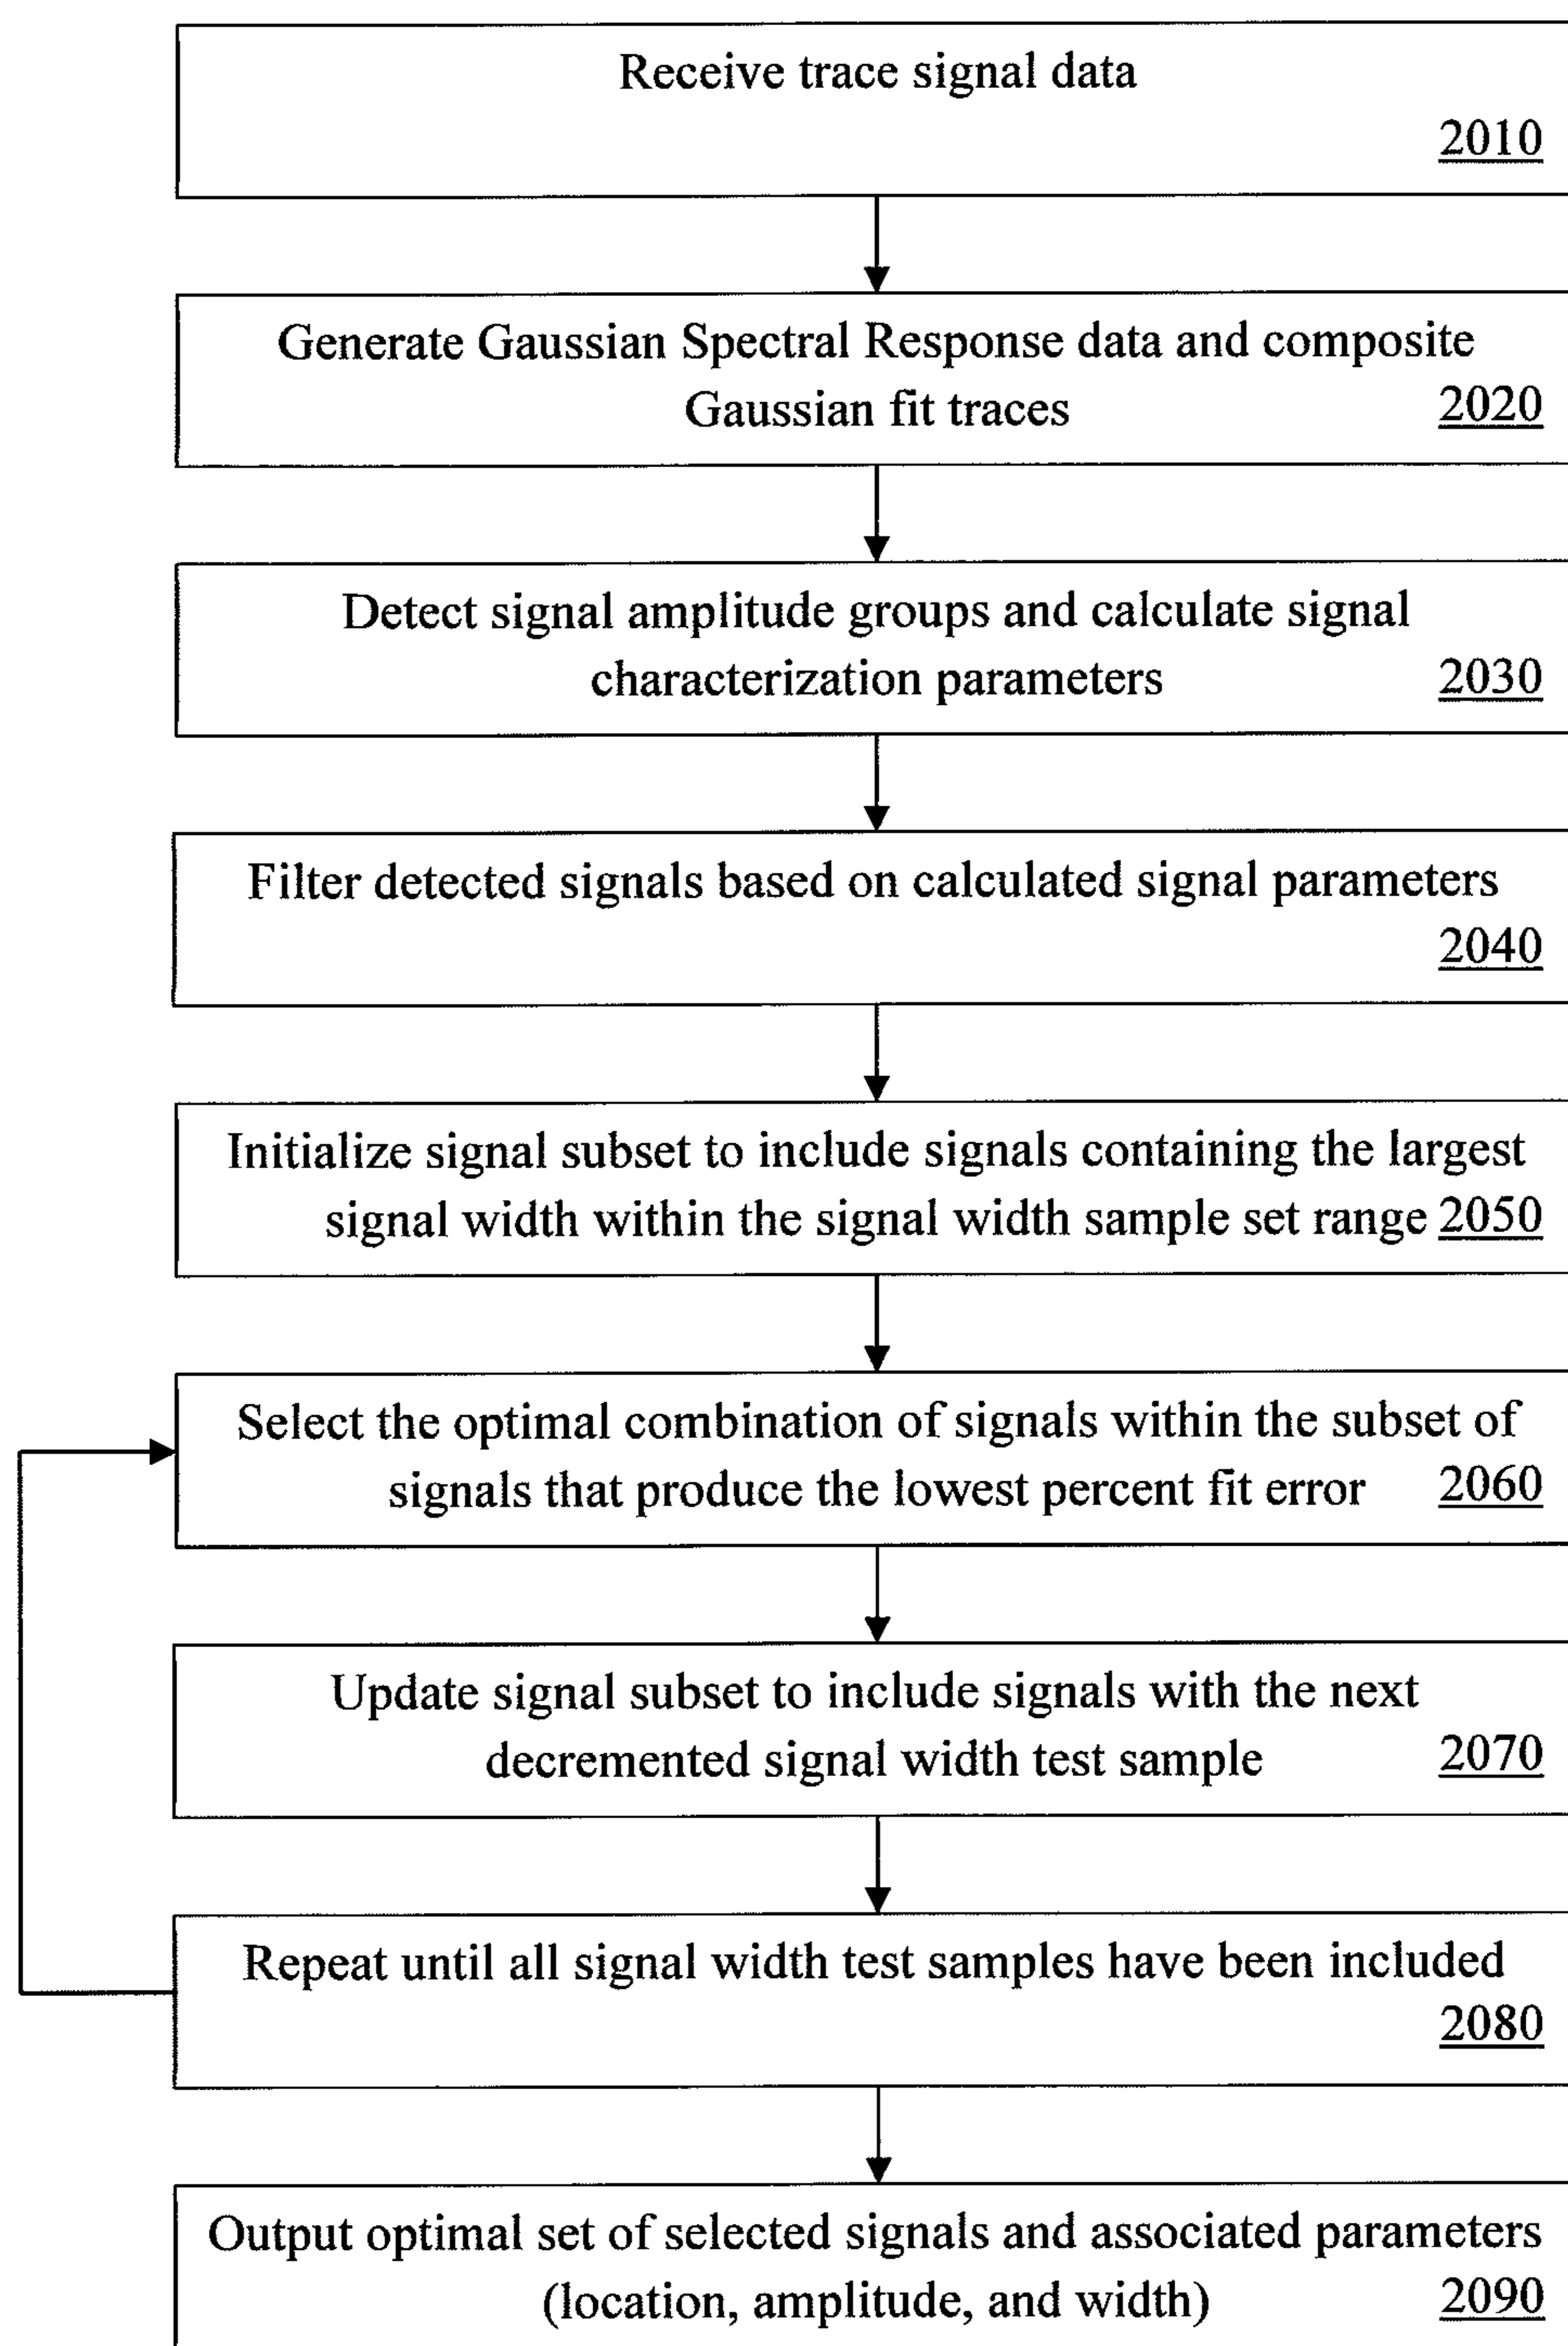 Receive trace signal data
2010
Generate Gaussian Spectral Response data and composite
Gaussian fit traces 2020
Detect signal amplitude groups and calculate signal
characterization parameters 2030
Filter detected signals based on calculated signal parameters
2040
Initialize signal subset to include signals containing the largest
signal width within the signal width sample set range 2050
Select the optimal combination of signals within the subset of
signals that produce the lowest percent fit error 2060
Update signal subset to include signals with the next
decremented signal width test sample 2070
Repeat until all signal width test samples have been included
2080
Output optimal set of selected signals and associated parameters
(location, amplitude, and width) 2090